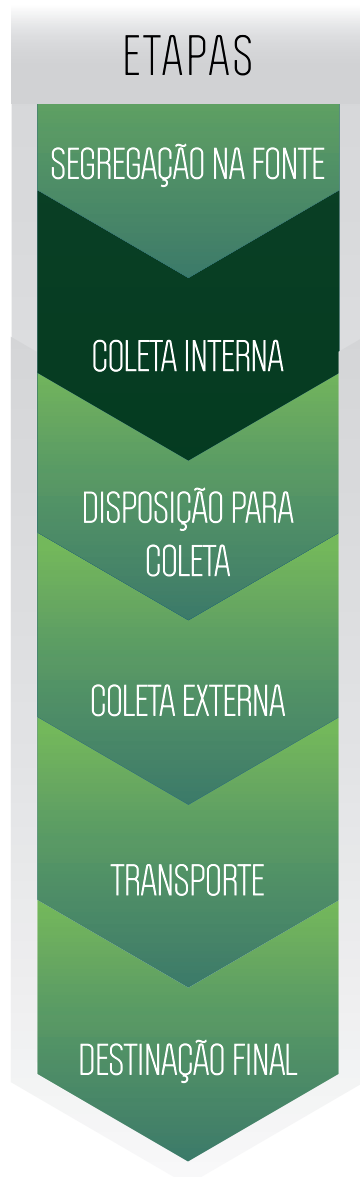 ETAPAS
SEGREGAÇÃO NA FONTE
COLETA INTERNA
DISPOSIÇÃO PARA
COLETA
COLETA EXTERNA
TRANSPORTE
DESTINAÇÃO FINAL